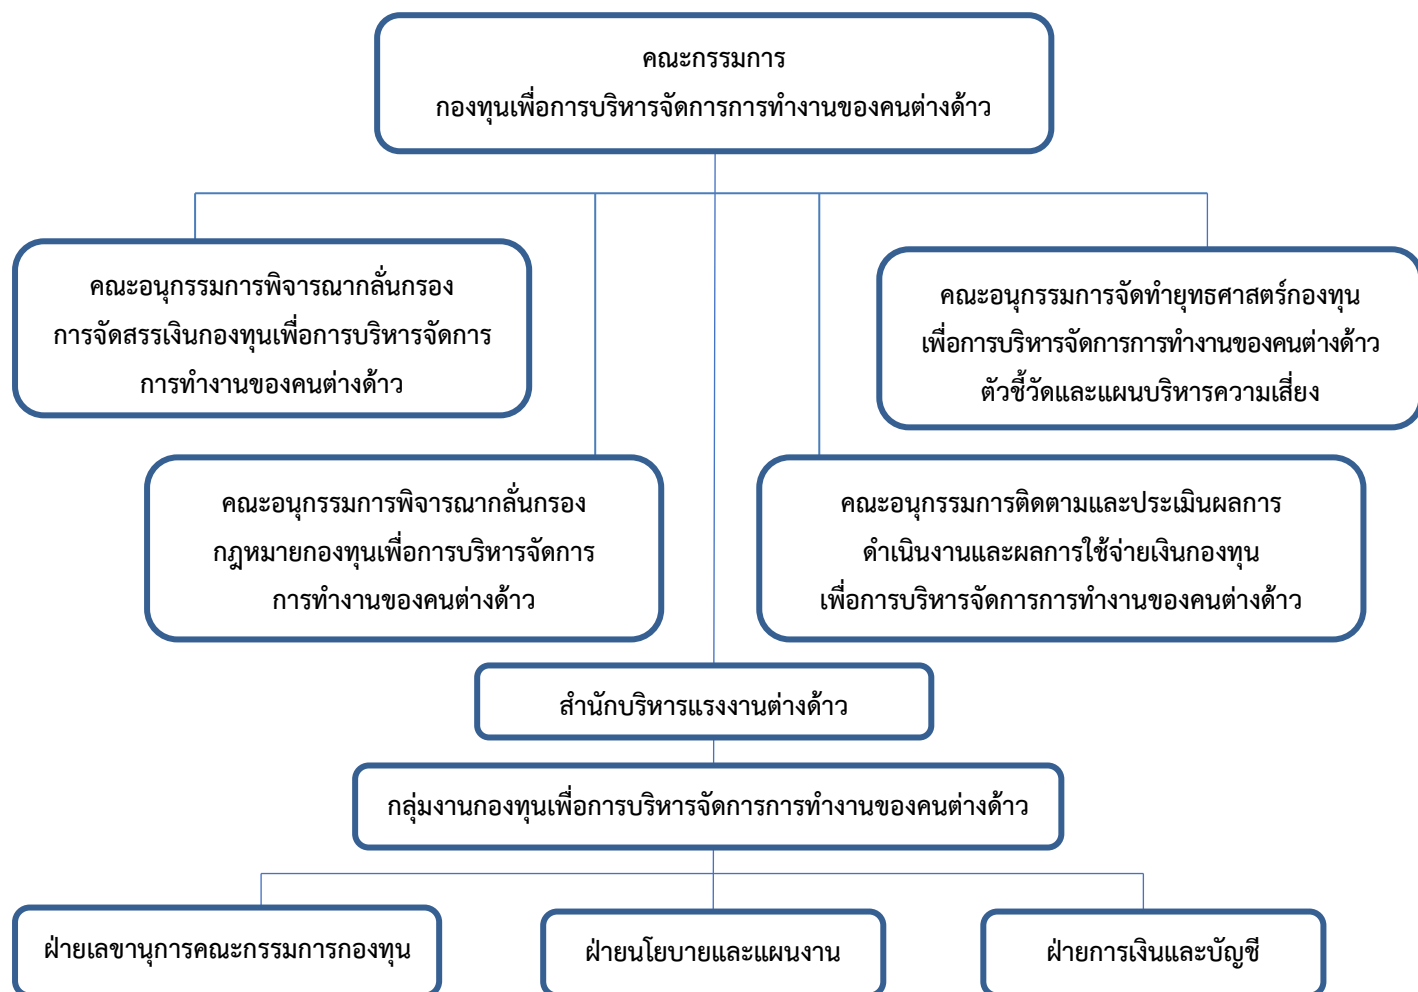 คณะกรรมการ
กองทุนเพื่อการบริหารจัดการการทำงานของคนต่างด้าว
คณะอนุกรรมการพิจารณากลั่นกรอง
การจัดสรรเงินกองทุนเพื่อการบริหารจัดการ
การทำงานของคนต่างด้าว
คณะอนุกรรมการจัดทำยุทธศาสตร์กองทุน
เพื่อการบริหารจัดการการทำงานของคนต่างด้าว
ตัวชี้วัดและแผนบริหารความเสี่ยง
คณะอนุกรรมการพิจารณากลั่นกรอง
กฎหมายกองทุนเพื่อการบริหารจัดการ
การทำงานของคนต่างด้าว
คณะอนุกรรมการติดตามและประเมินผลการ
ดำเนินงานและผลการใช้จ่ายเงินกองทุน
เพื่อการบริหารจัดการการทำงานของคนต่างด้าว
สำนักบริหารแรงงานต่างด้าว
กลุ่มงานกองทุนเพื่อการบริหารจัดการการทำงานของคนต่างด้าว
ฝ่ายเลขานุการคณะกรรมการกองทุน
ฝ่ายนโยบายและแผนงาน
ฝ่ายการเงินและบัญชี